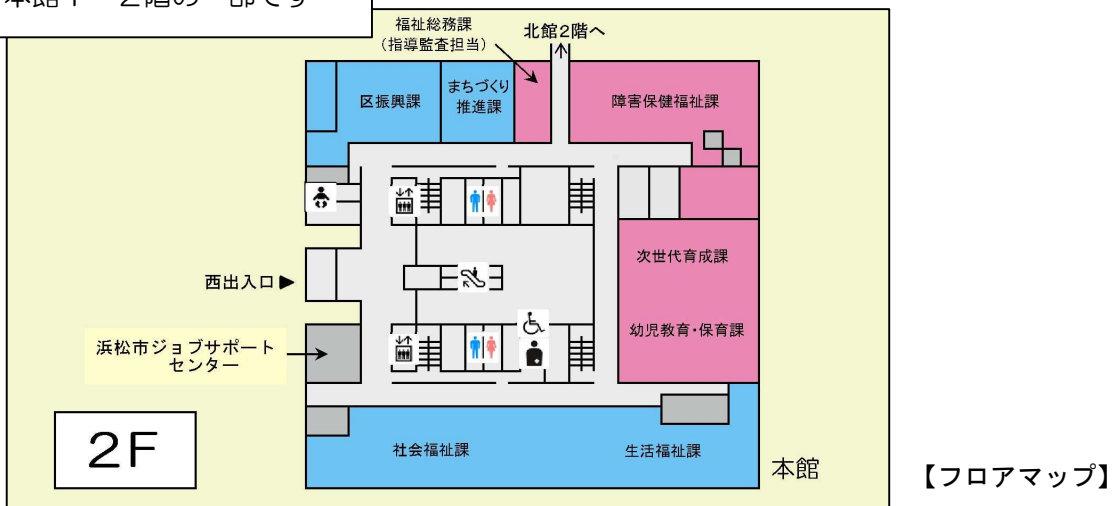 福祉総務課
(指導監査担当)
北館2階へ
区振興課
まちづくり
推進課
障害保健福祉課
次世代育成課
西出入口▶
幼児教育・保育課
浜松市ジョブサポート
センター
2F
社会福祉課
生活福祉課
本館
【フロアマップ】